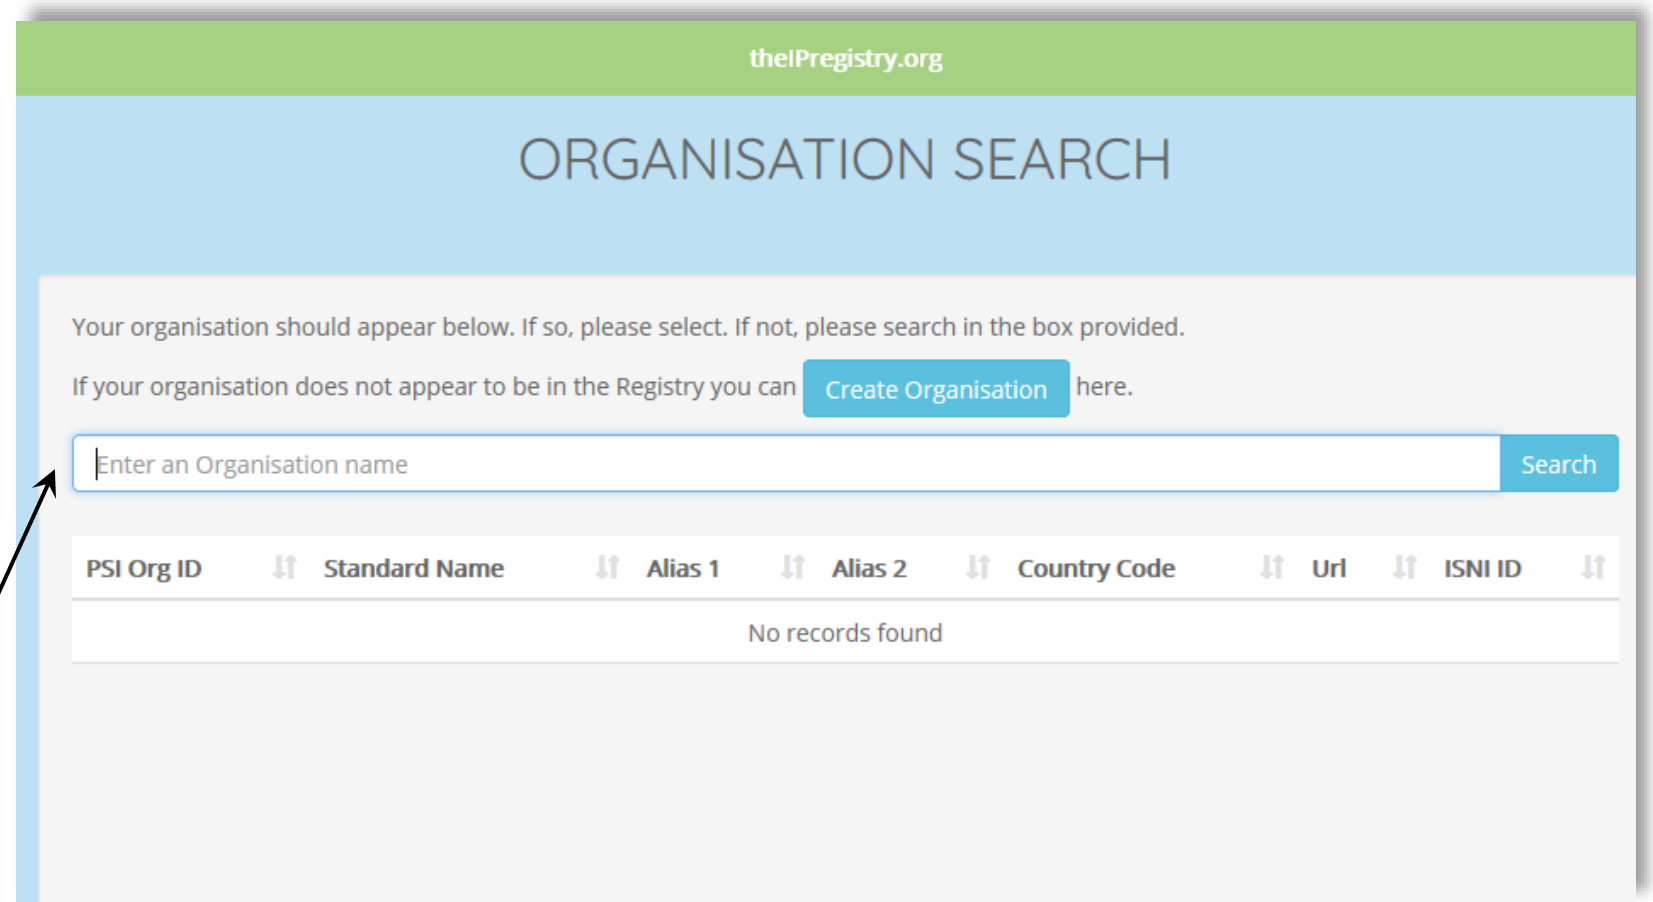 theIPregistry.org
ORGANISATION SEARCH
Your organisation should appear below. If so, please select. If not, please search in the box provided.
If your organisation does not appear to be in the Registry you can Create Organisation here.
Enter an Organisation name Search
PSI Org ID Standard Name Alias 1 Alias 2 Country Code Url ISNI ID
No records found